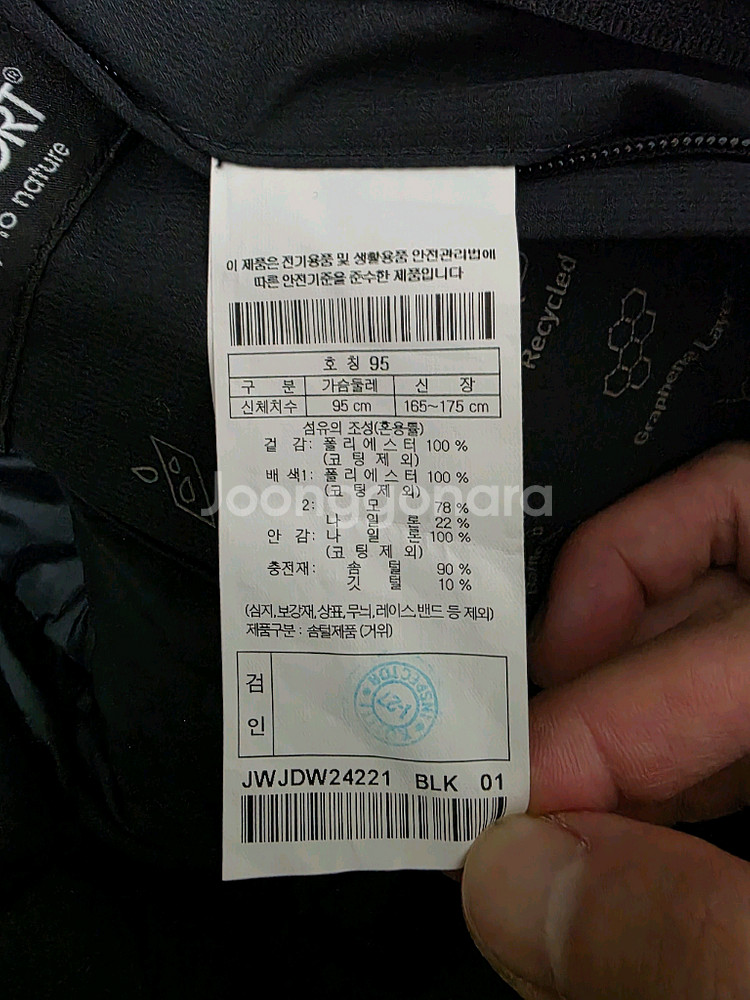 ORT®
to nature
이 제품은 전기용품 및 생활용품 안전관리법에
따른 안전기준을 준수한 제품입니다
호 칭 95
구 분 가슴둘레 신 장
신체치수 95 cm 165~175 cm
섬유의 조성(혼용률)
겉 감: 폴리에스터 100 %
(코 팅 제 외)
배 색1: 폴리에스터 100 %
(코 팅 제 외)
2: 모 78 %
나 일 론 22 %
안 감: 나 일 론 100 %
(코 팅 제 외)
충전재: 솜 털 90 %
깃 털 10 %
(심지,보강재,상표,무늬,레이스,밴드 등 제외)
제품구분 : 솜털제품 (거위)
검
인
INSPECTOR
1-27
JWJDW24221 BLK 01
Recycled
Graphene Layer
Joonggonara